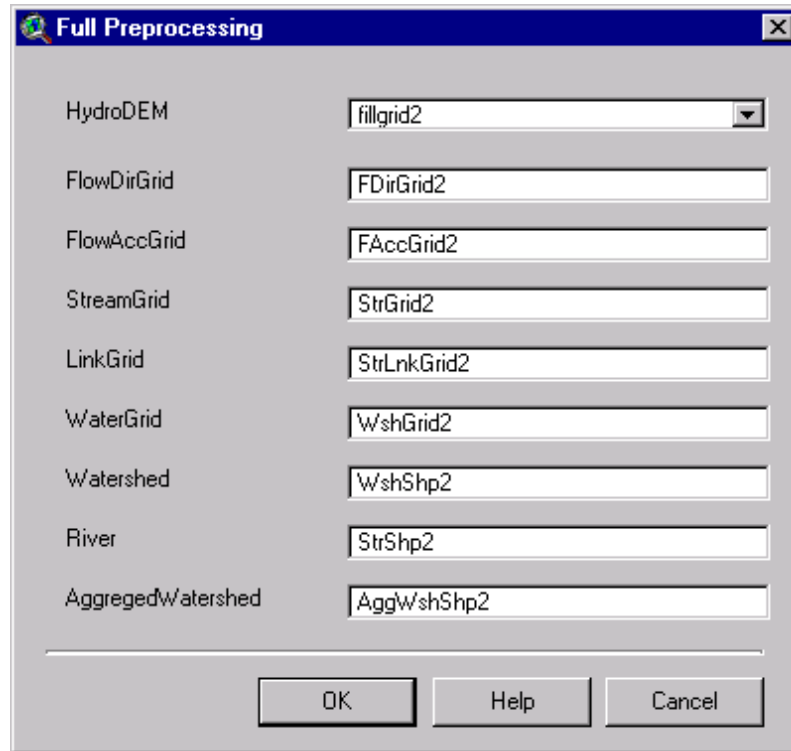 Full Preprocessing
HydroDEM fillgrid2
FlowDirGrid FDirGrid2
FlowAccGrid FAccGrid2
StreamGrid StrGrid2
LinkGrid StrLnkGrid2
WaterGrid WshGrid2
Watershed WshShp2
River StrShp2
AggregedWatershed AggWshShp2
OK Help Cancel